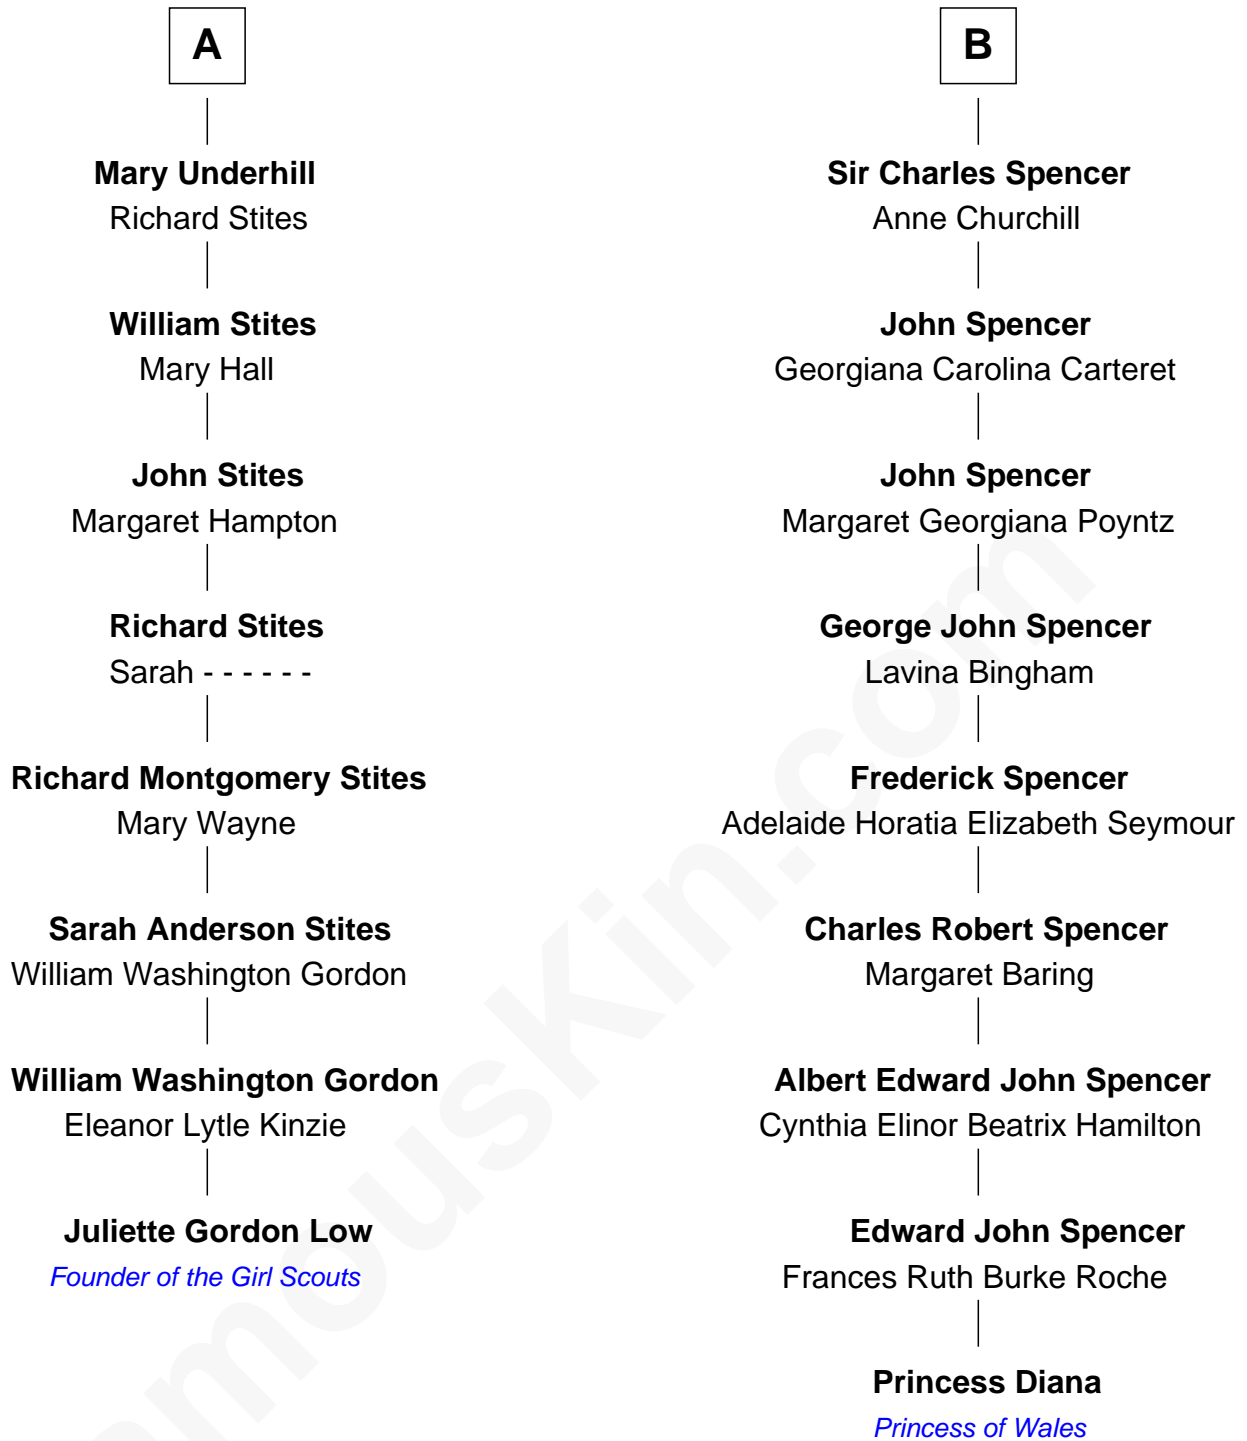 A
Mary Underhill
Richard Stites
William Stites
Mary Hall
John Stites
Margaret Hampton
Richard Stites
Sarah - - - - - -
Richard Montgomery Stites
Mary Wayne
Sarah Anderson Stites
William Washington Gordon
William Washington Gordon
Eleanor Lytle Kinzie
Juliette Gordon Low
Founder of the Girl Scouts
B
Sir Charles Spencer
Anne Churchill
John Spencer
Georgiana Carolina Carteret
John Spencer
Margaret Georgiana Poyntz
George John Spencer
Lavina Bingham
Frederick Spencer
Adelaide Horatia Elizabeth Seymour
Charles Robert Spencer
Margaret Baring
Albert Edward John Spencer
Cynthia Elinor Beatrix Hamilton
Edward John Spencer
Frances Ruth Burke Roche
Princess Diana
Princess of Wales
amousKin.com